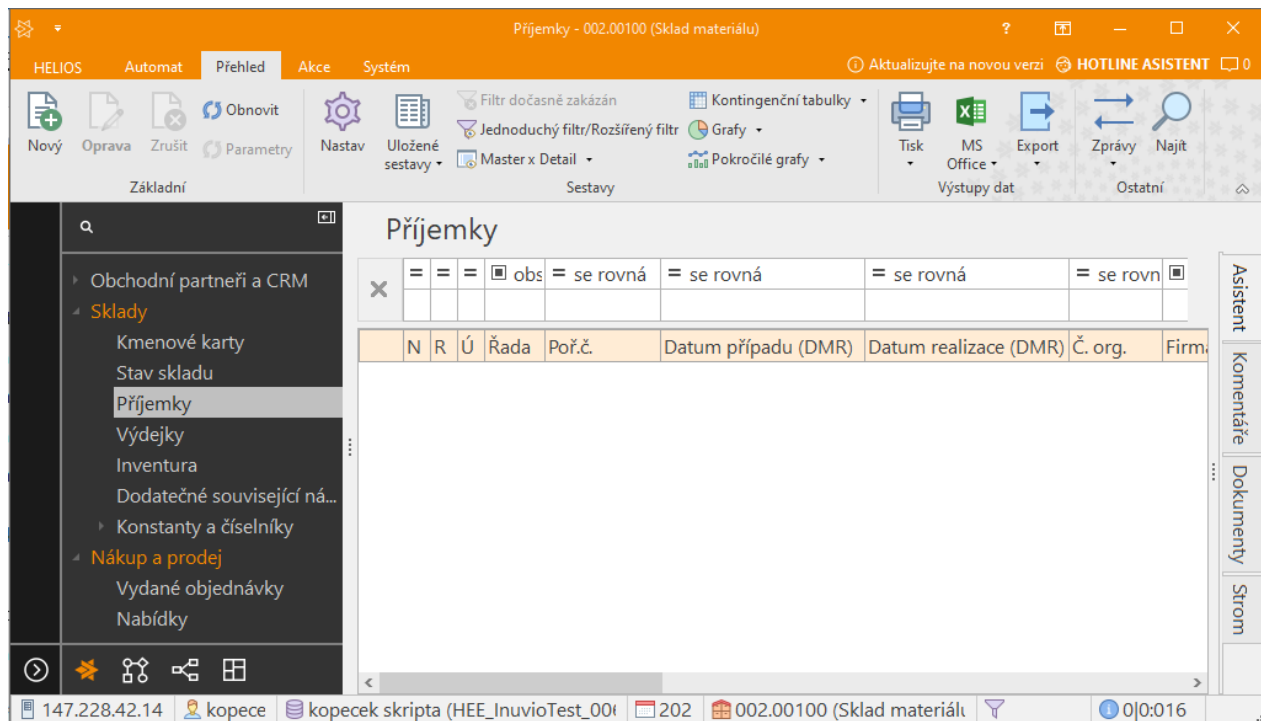 Příjemky - 002.00100 (Sklad materiálu) ?
HELIOS Automat Přehled Akce Systém Aktualizujte na novou verzi HOTLINE ASISTENT 0
Nový Oprava Zrušit Obnovit Parametry
Základní
Nastav Uložené sestavy Filtr dočasně zakázán Kontingenční tabulky
Jednoduchý filtr/Rozšířený filtr Grafy
Master x Detail Pokročilé grafy
Sestavy
Tisk MS Office Export
Výstupy dat
Zprávy Najít
Ostatní
Obchodní partneři a CRM
Sklady
Kmenové karty
Stav skladu
Příjemky
Výdejky
Inventura
Dodatečné související ná...
Konstanty a číselníky
Nákup a prodej
Vydané objednávky
Nabídky
Příjemky
= = = obs = se rovná = se rovná = se rovná = se rovn
N R Ú Řada Poř.č. Datum případu (DMR) Datum realizace (DMR) Č. org. Firma
Asistent
Komentáře
Dokumenty
Strom
147.228.42.14 kopece kopecek skripta (HEE_InuvioTest_006 202 002.00100 (Sklad materiálu 0|0:016